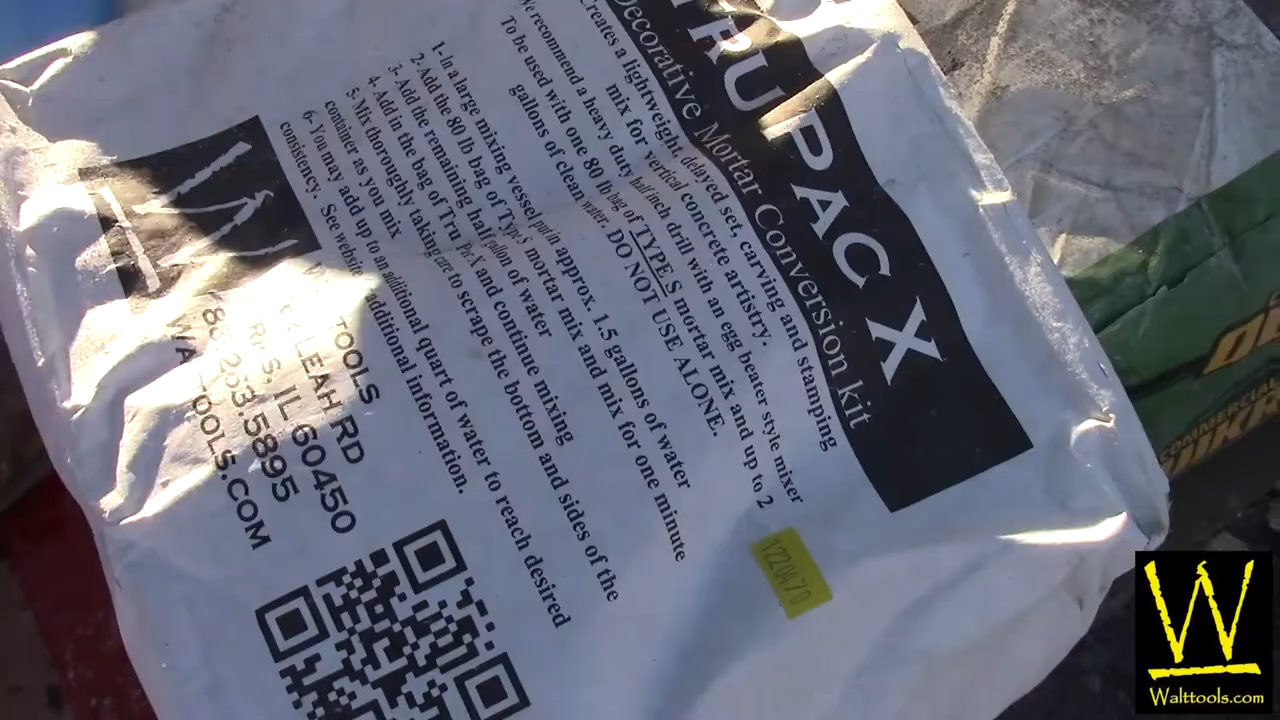 TRU PAC X
Decorative Mortar Conversion kit
Creates a lightweight, delayed set, carving and stamping
mix for vertical concrete artistry.
We recommend a heavy duty half inch drill with an egg beater style mixer
To be used with one 80 lb bag of TYPE S mortar mix and up to 2
gallons of clean water. DO NOT USE ALONE.
1- In a large mixing vessel put in approx. 1.5 gallons of water
2. Add the 80 lb bag of Type S mortar mix and mix for one minute
3- Add the remaining half gallon of water
4- Add in the bag of Tru Pac X and continue mixing
5. Mix thoroughly taking care to scrape the bottom and sides of the
container as you mix
6- You may add up to an additional quart of water to reach desired
consistency. See website additional information.
W
TOOLS
LEAH RD
IL 60450
5895
TOOLS.COM
1220470
COMMERCIAL
W
Walttools.com